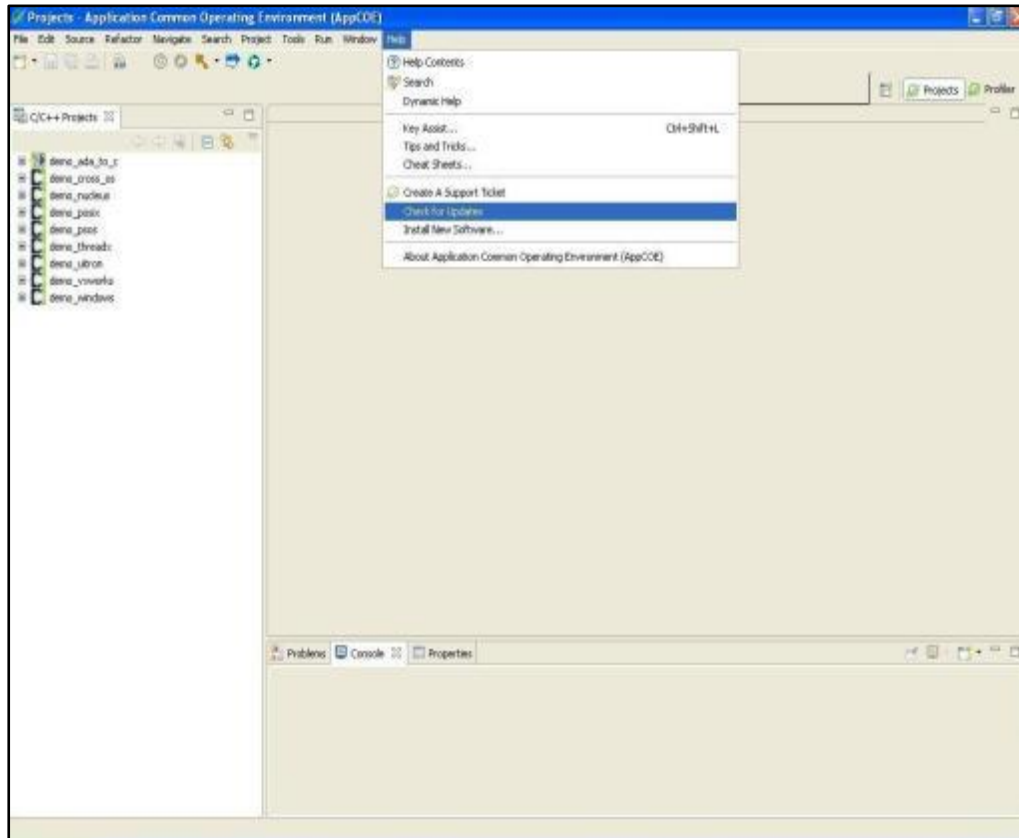 Projects - Application Common Operating Environment (AppCOE)
File Edit Source Refactor Navigate Search Project Tools Run Window Help
Help Contents
Search
Dynamic Help
Key Assist... Ctrl+Shift+L
Tips and Tricks...
Cheat Sheets...
Create A Support Ticket
Check for Updates
Install New Software...
About Application Common Operating Environment (AppCOE)
Projects Profiler
C/C++ Projects
demo_ada_to_c
demo_cross_os
demo_nucleus
demo_posix
demo_psos
demo_threadx
demo_uitron
demo_vxworks
demo_windows
Problems Console Properties